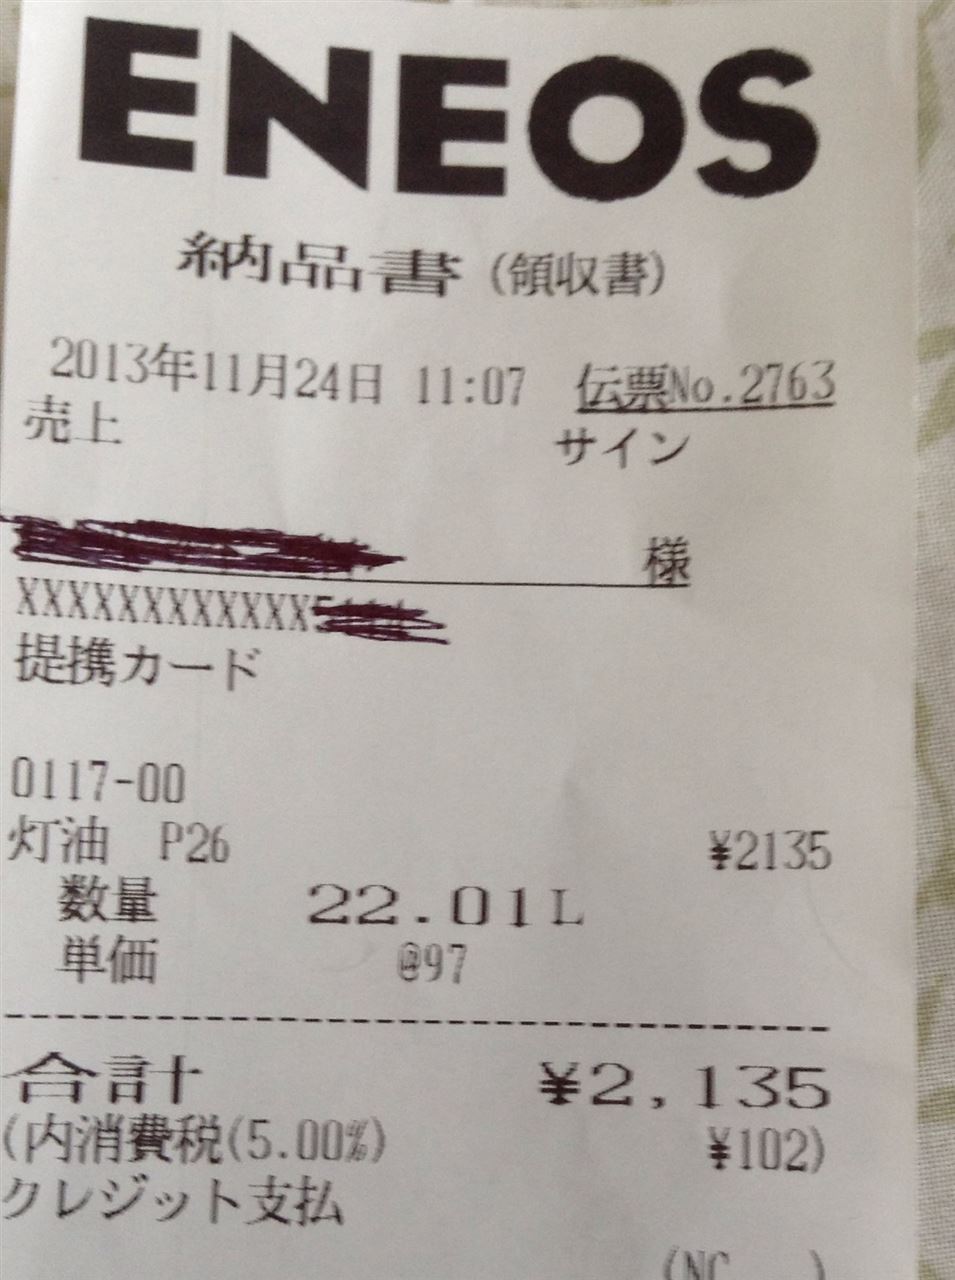 ENEOS
納品書(領収書)
2013年11月24日 11:07 伝票No.2763
売上 サイン
様
XXXXXXXXXXXX5
提携カード
0117-00
灯油 P26 ¥2135
数量 22.01L
単価 @97
--------------------------------
合計 ¥2,135
(内消費税(5.00%) ¥102)
クレジット支払
(NC )